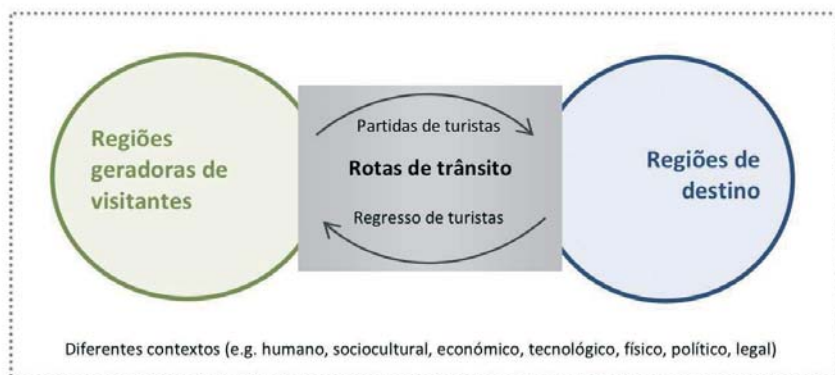 Regiões
geradoras de
visitantes
Partidas de turistas
Rotas de trânsito
Regresso de turistas
Regiões de
destino
Diferentes contextos (e.g. humano, sociocultural, económico, tecnológico, físico, político, legal)